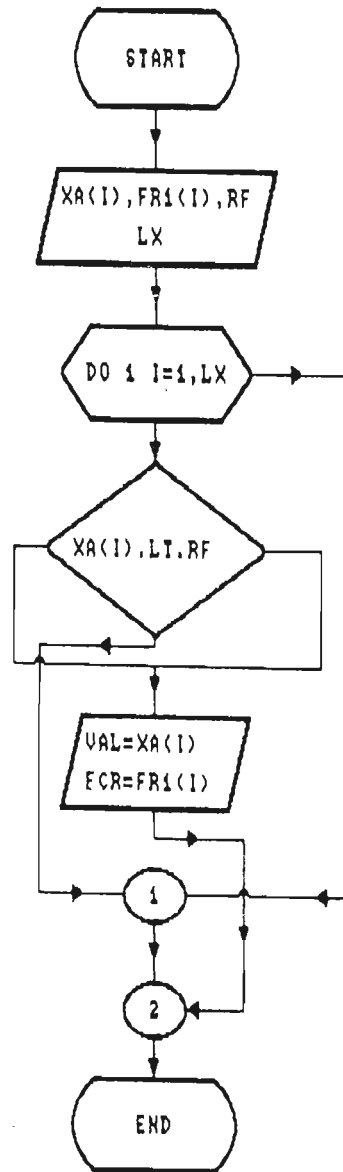 START
XA(I),FR1(I),RF
LX
DO 1 I=1,LX
XA(I).LT.RF
VAL=XA(I)
ECR=FR1(I)
1
2
END